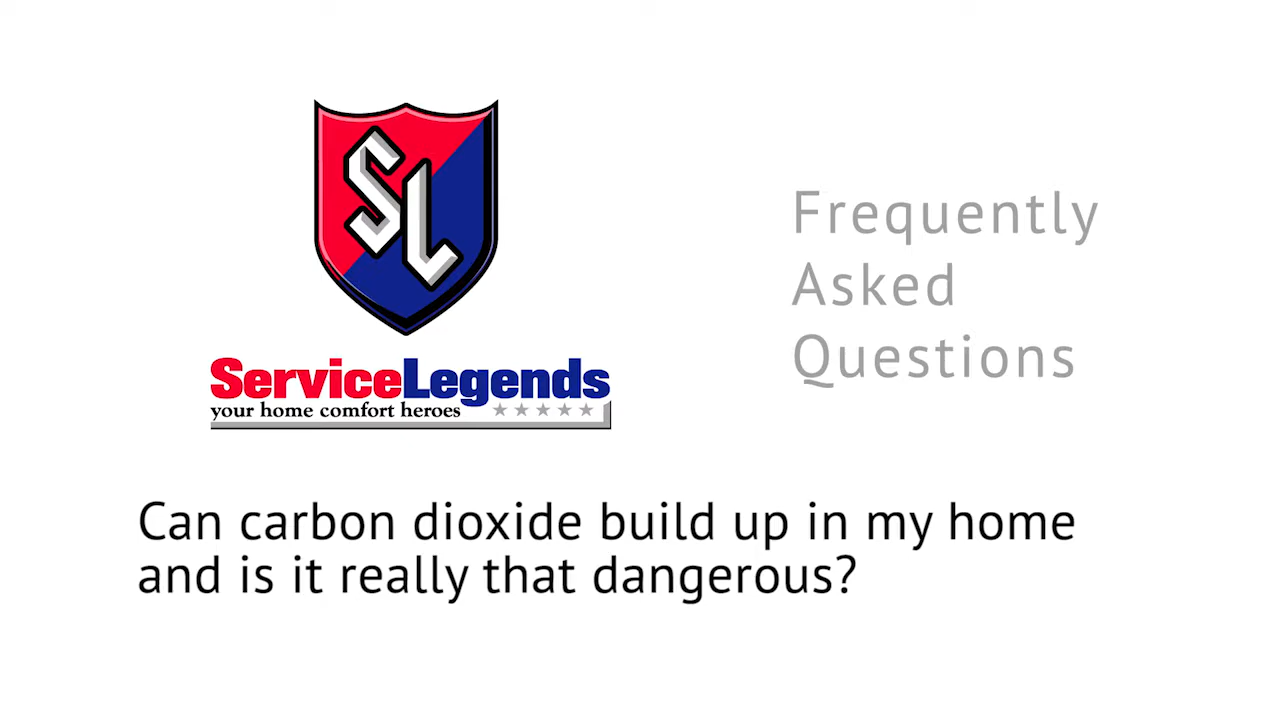 SL
ServiceLegends
your home comfort heroes
Frequently
Asked
Questions
Can carbon dioxide build up in my home
and is it really that dangerous?